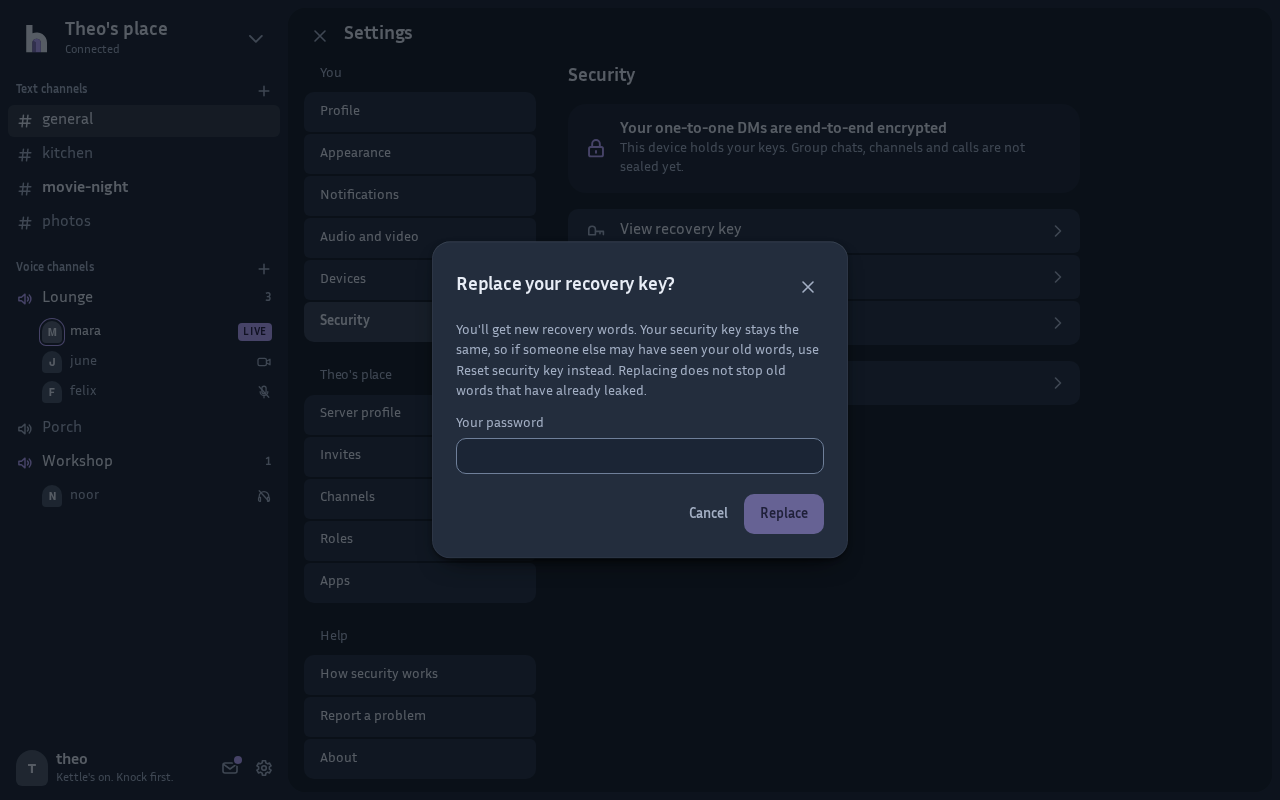 Theo's place
Connected
Text channels
general
kitchen
movie-night
photos
Voice channels
Lounge
3
M
mara
LIVE
J
june
F
felix
Porch
Workshop
1
N
noor
T
theo
Kettle's on. Knock first.
Settings
You
Profile
Appearance
Notifications
Audio and video
Devices
Security
Theo's place
Server profile
Invites
Channels
Roles
Apps
Help
How security works
Report a problem
About
Security
Your one-to-one DMs are end-to-end encrypted
This device holds your keys. Group chats, channels and calls are not
sealed yet.
View recovery key
Replace your recovery key?
You'll get new recovery words. Your security key stays the
same, so if someone else may have seen your old words, use
Reset security key instead. Replacing does not stop old
words that have already leaked.
Your password
Cancel
Replace